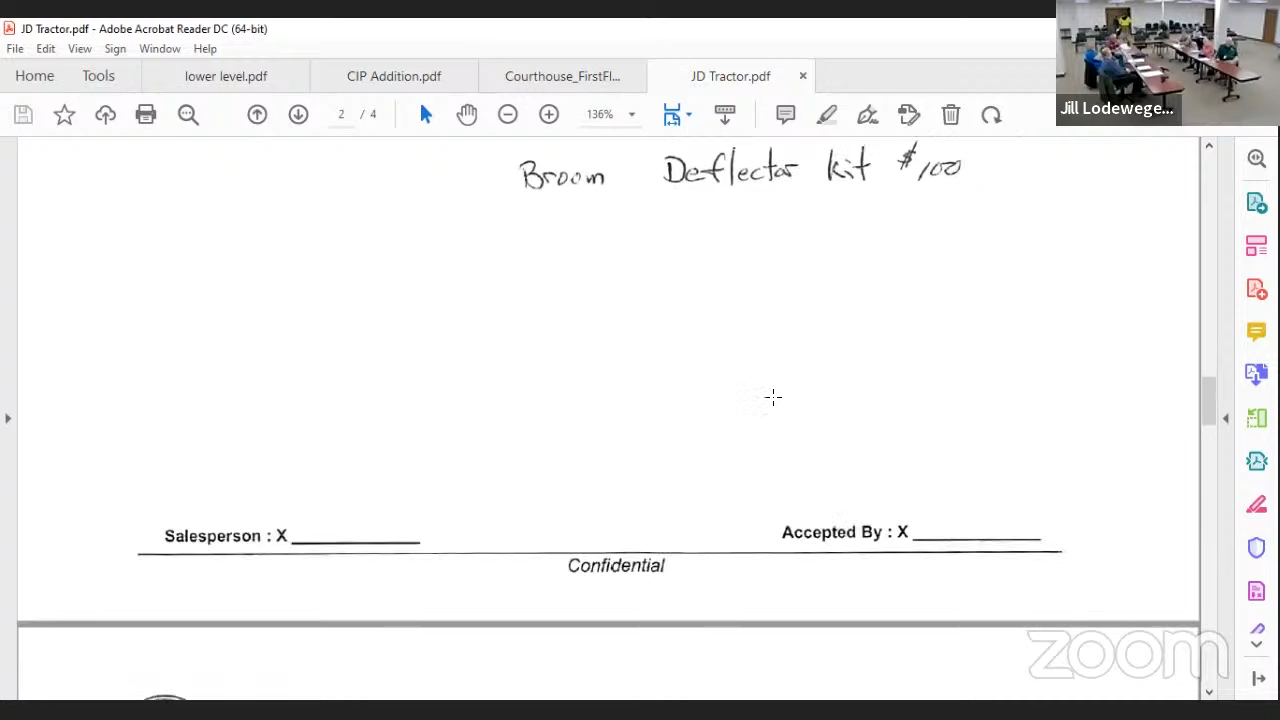 JD Tractor.pdf - Adobe Acrobat Reader DC (64-bit)
File Edit View Sign Window Help
Home Tools lower level.pdf CIP Addition.pdf Courthouse_FirstFl... JD Tractor.pdf ×
2 / 4 136%
Jill Lodewege...
Broom Deflector kit $100
Salesperson : X
Accepted By : X
Confidential
zoom